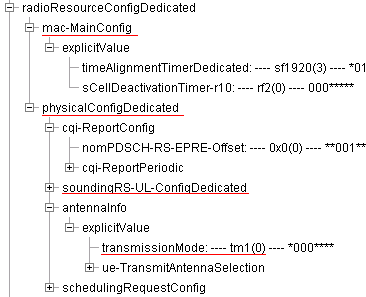 radioResourceConfigDedicated
mac-MainConfig
explicitValue
timeAlignmentTimerDedicated: ---- sf1920(3) ---- *01
sCellDeactivationTimer-r10: ---- rf2(0) ---- 000*****
physicalConfigDedicated
cqi-ReportConfig
nomPDSCH-RS-EPRE-Offset: ---- 0x0(0) ---- **001**
cqi-ReportPeriodic
soundingRS-UL-ConfigDedicated
antennaInfo
explicitValue
transmissionMode: ---- tm1(0) ---- *000****
ue-TransmitAntennaSelection
schedulingRequestConfig